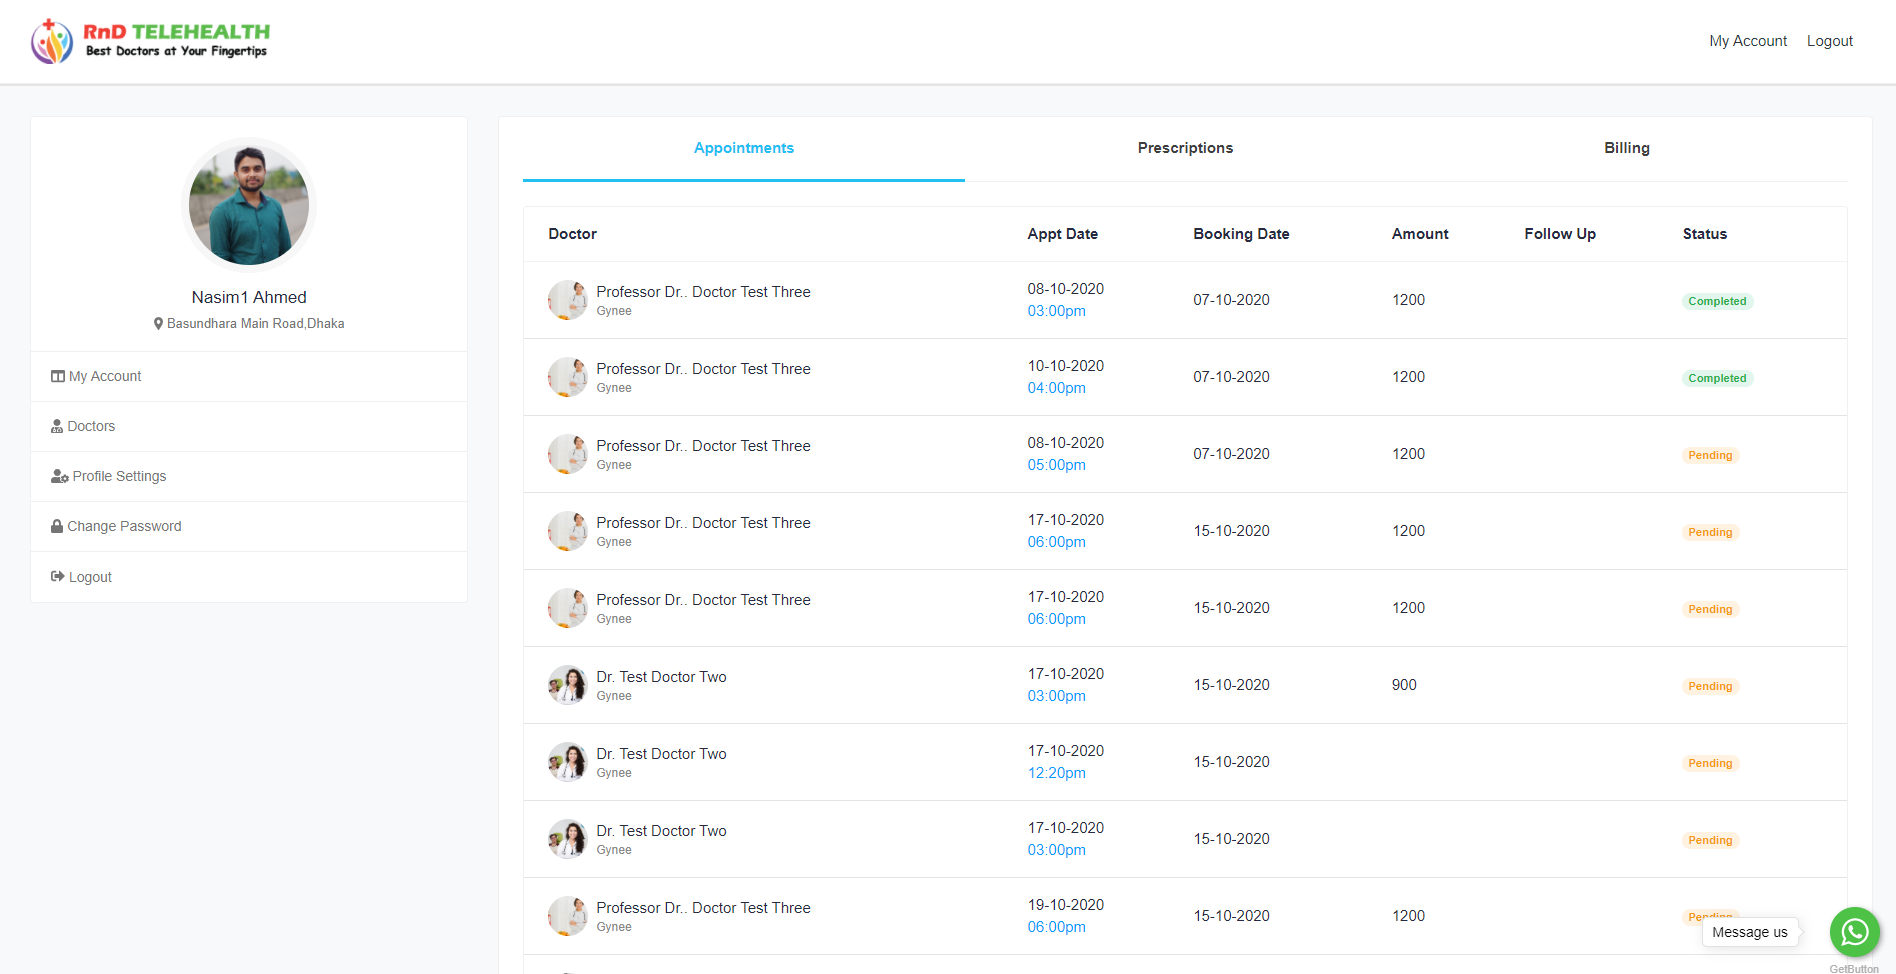 RnD TELEHEALTH
Best Doctors at Your Fingertips
My Account Logout
Nasim1 Ahmed
Basundhara Main Road,Dhaka
My Account
Doctors
Profile Settings
Change Password
Logout
Appointments Prescriptions Billing
Doctor Appt Date Booking Date Amount Follow Up Status
Professor Dr.. Doctor Test Three
Gynee
08-10-2020
03:00pm
07-10-2020
1200
Completed
Professor Dr.. Doctor Test Three
Gynee
10-10-2020
04:00pm
07-10-2020
1200
Completed
Professor Dr.. Doctor Test Three
Gynee
08-10-2020
05:00pm
07-10-2020
1200
Pending
Professor Dr.. Doctor Test Three
Gynee
17-10-2020
06:00pm
15-10-2020
1200
Pending
Professor Dr.. Doctor Test Three
Gynee
17-10-2020
06:00pm
15-10-2020
1200
Pending
Dr. Test Doctor Two
Gynee
17-10-2020
03:00pm
15-10-2020
900
Pending
Dr. Test Doctor Two
Gynee
17-10-2020
12:20pm
15-10-2020
Pending
Dr. Test Doctor Two
Gynee
17-10-2020
03:00pm
15-10-2020
Pending
Professor Dr.. Doctor Test Three
Gynee
19-10-2020
06:00pm
15-10-2020
1200
Pending
Message us
GetButton